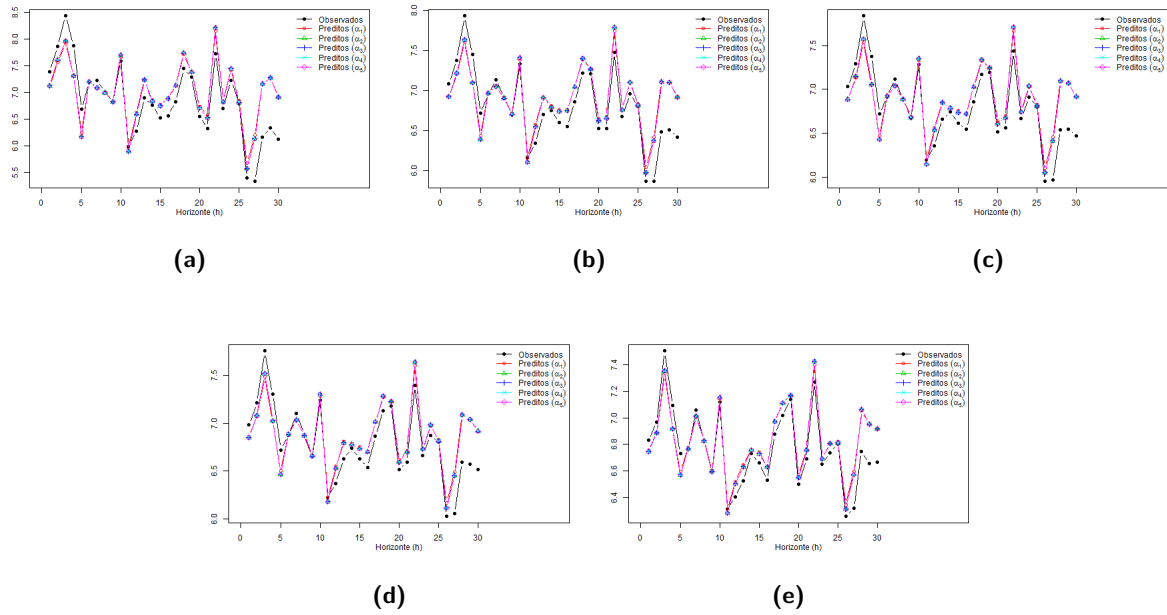 8.5
8.0
7.5
7.0
6.5
6.0
5.5
0 5 10 15 20 25 30
Horizonte (h)
Observados
Preditos (α₁)
Preditos (α₂)
Preditos (α₃)
Preditos (α₄)
Preditos (α₅)
(a)
8.0
7.5
7.0
6.5
6.0
0 5 10 15 20 25 30
Horizonte (h)
Observados
Preditos (α₁)
Preditos (α₂)
Preditos (α₃)
Preditos (α₄)
Preditos (α₅)
(b)
7.5
7.0
6.5
6.0
0 5 10 15 20 25 30
Horizonte (h)
Observados
Preditos (α₁)
Preditos (α₂)
Preditos (α₃)
Preditos (α₄)
Preditos (α₅)
(c)
7.5
7.0
6.5
6.0
0 5 10 15 20 25 30
Horizonte (h)
Observados
Preditos (α₁)
Preditos (α₂)
Preditos (α₃)
Preditos (α₄)
Preditos (α₅)
(d)
7.4
7.2
7.0
6.8
6.6
6.4
0 5 10 15 20 25 30
Horizonte (h)
Observados
Preditos (α₁)
Preditos (α₂)
Preditos (α₃)
Preditos (α₄)
Preditos (α₅)
(e)